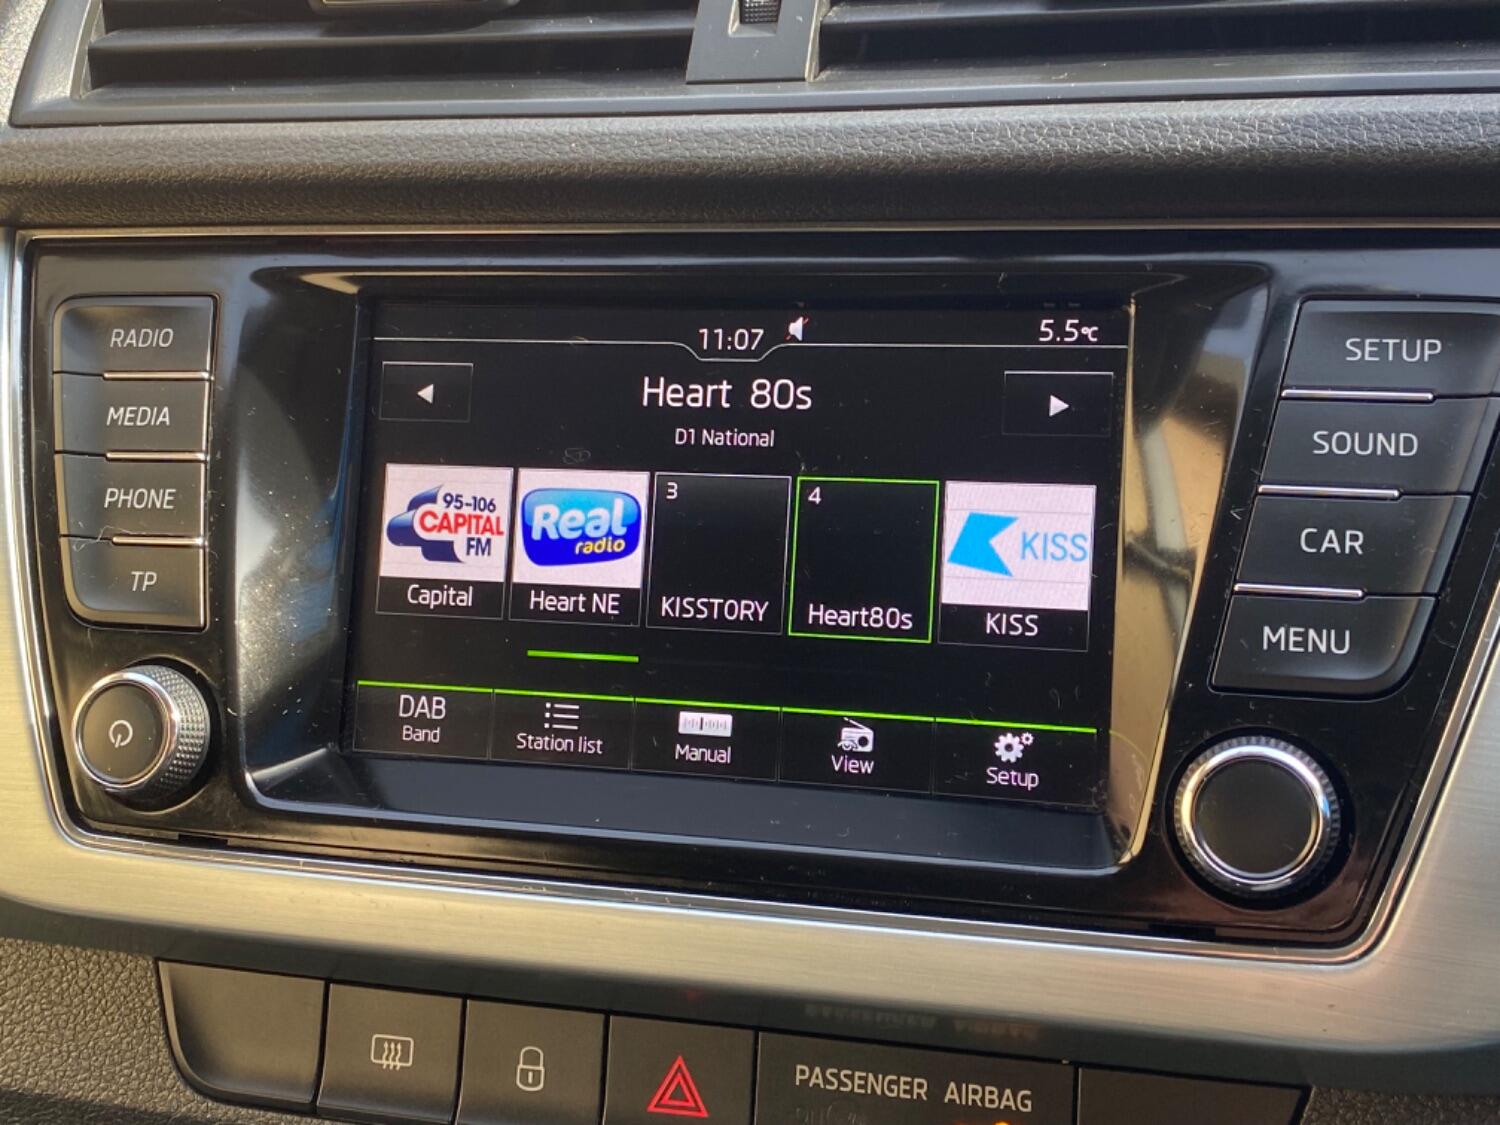 RADIO
MEDIA
PHONE
TP
11:07
5.5°C
Heart 80s
D1 National
95-106
CAPITAL
FM
Capital
Real
radio
Heart NE
3
KISSTORY
4
Heart80s
KISS
KISS
DAB
Band
Station list
Manual
View
Setup
SETUP
SOUND
CAR
MENU
PASSENGER AIRBAG